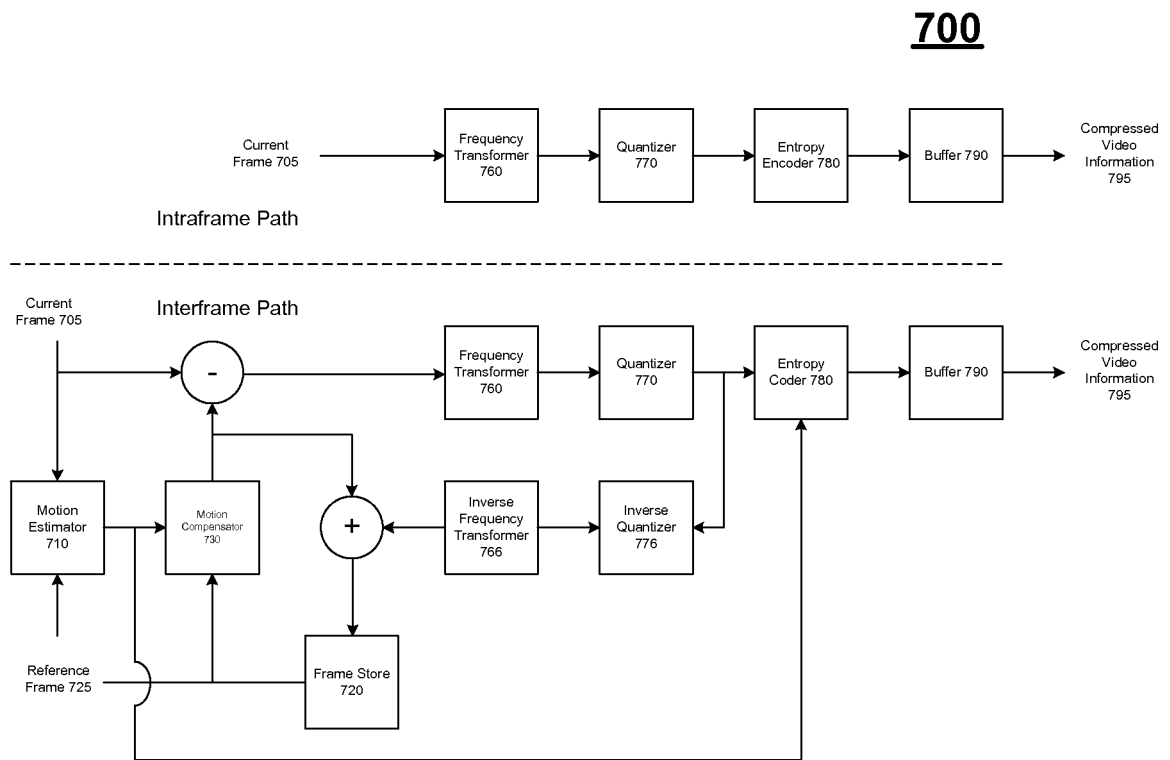 700
Current
Frame 705
Frequency
Transformer
760
Quantizer
770
Entropy
Encoder 780
Buffer 790
Compressed
Video
Information
795
Intraframe Path
Current
Frame 705
Interframe Path
-
Frequency
Transformer
760
Quantizer
770
Entropy
Coder 780
Buffer 790
Compressed
Video
Information
795
Motion
Estimator
710
Motion
Compensator
730
+
Inverse
Frequency
Transformer
766
Inverse
Quantizer
776
Reference
Frame 725
Frame Store
720